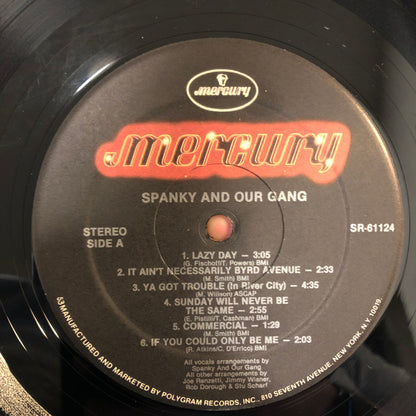 mercury
mercury
SPANKY AND OUR GANG
STEREO
SIDE A
SR-61124
1. LAZY DAY — 3:05
(G. Fischoff/T. Powers) BMI
2. IT AIN'T NECESSARILY BYRD AVENUE — 2:33
(M. Smith) BMI
3. YA GOT TROUBLE (In River City) — 4:35
(M. Willson) ASCAP
4. SUNDAY WILL NEVER BE
THE SAME — 2:55
(E. Pistilli/T. Cashman) BMI
5. COMMERCIAL — 1:29
(M. Smith) BMI
6. IF YOU COULD ONLY BE ME — 2:03
(R. Atkins/C. D'Errico) BMI
All vocals arrangements by
Spanky And Our Gang
All other arrangements by
Joe Renzetti, Jimmy Wisner,
Bob Dorough & Stu Scharf
53 MANUFACTURED AND MARKETED BY POLYGRAM RECORDS, INC., 810 SEVENTH AVENUE, NEW YORK, N.Y. 10019.